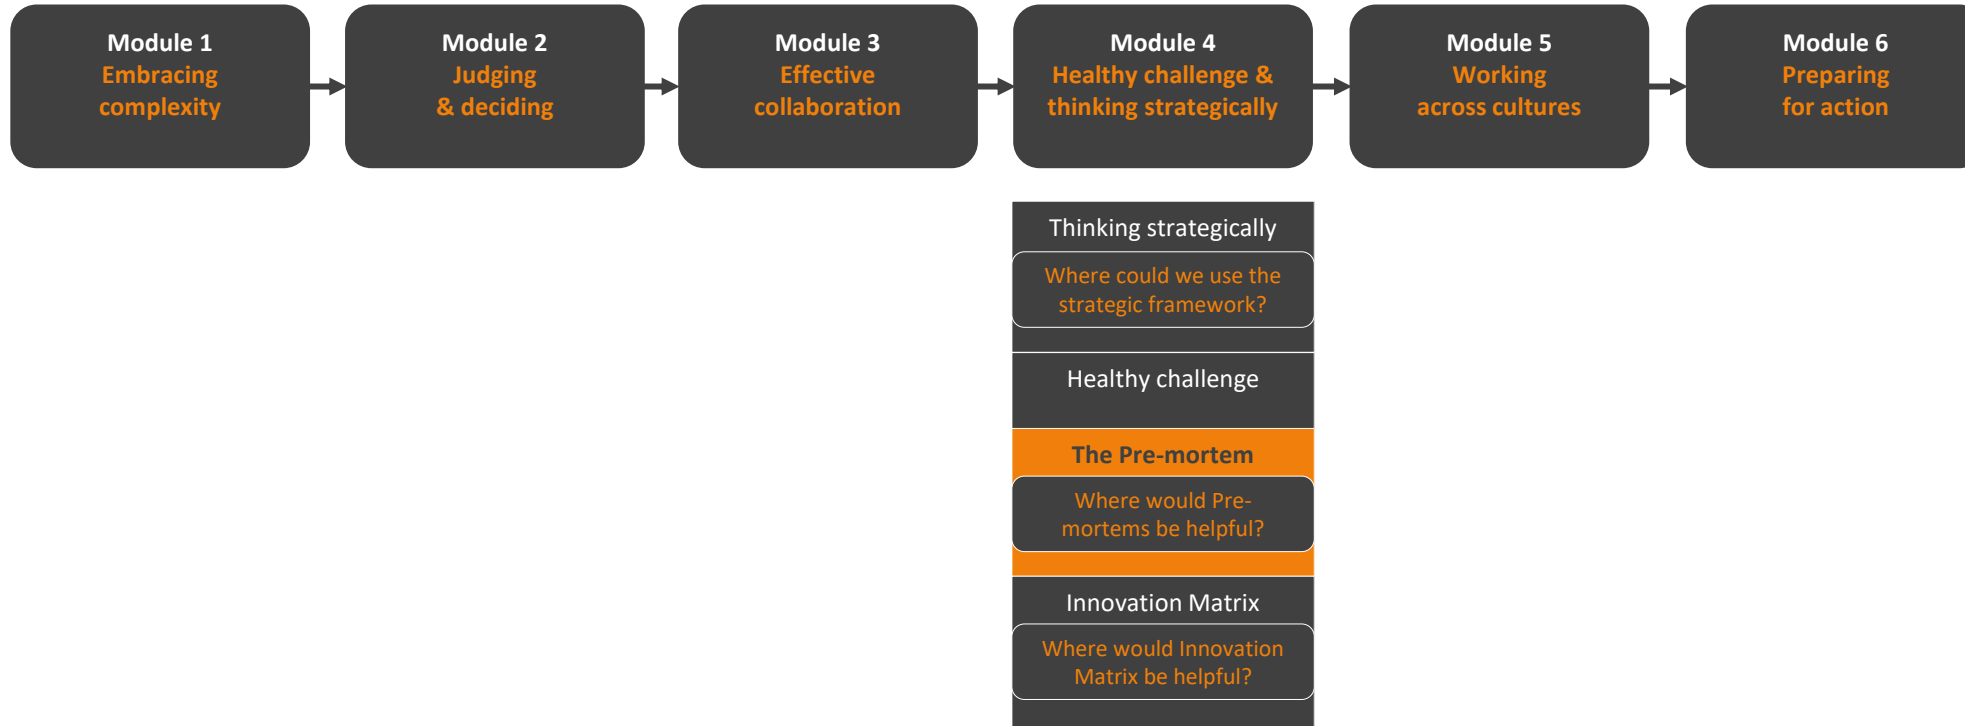 Module 1
Embracing
complexity
Module 2
Judging
& deciding
Module 3
Effective
collaboration
Module 4
Healthy challenge &
thinking strategically
Module 5
Working
across cultures
Module 6
Preparing
for action
Thinking strategically
Where could we use the
strategic framework?
Healthy challenge
The Pre-mortem
Where would Pre-
mortems be helpful?
Innovation Matrix
Where would Innovation
Matrix be helpful?